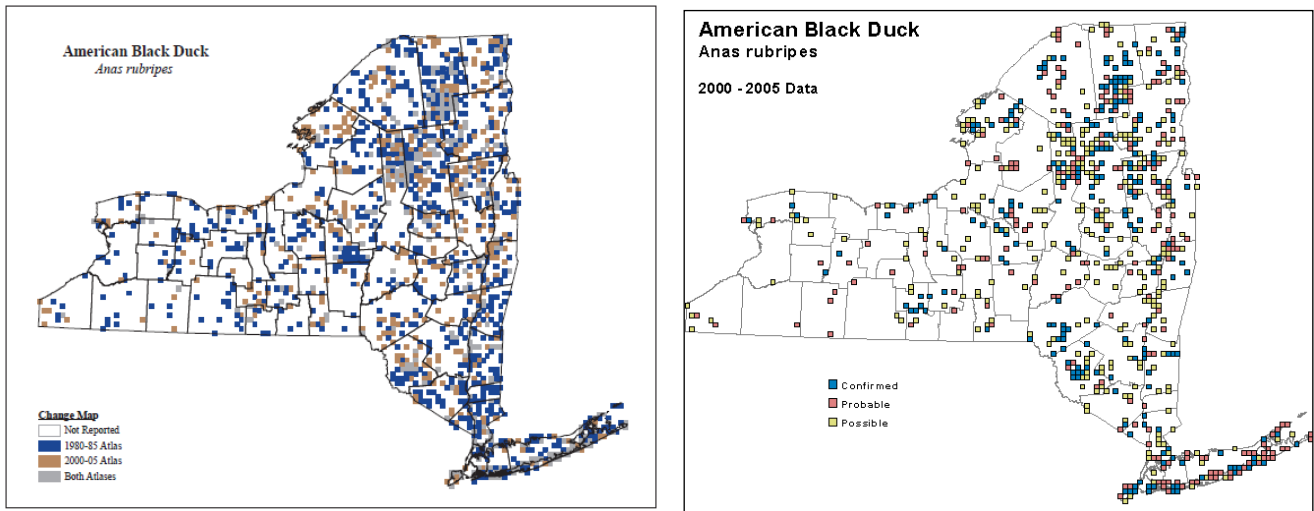 American Black Duck
Anas rubripes
Change Map
Not Reported
1980-85 Atlas
2000-05 Atlas
Both Atlases
American Black Duck
Anas rubripes
2000 - 2005 Data
Confirmed
Probable
Possible